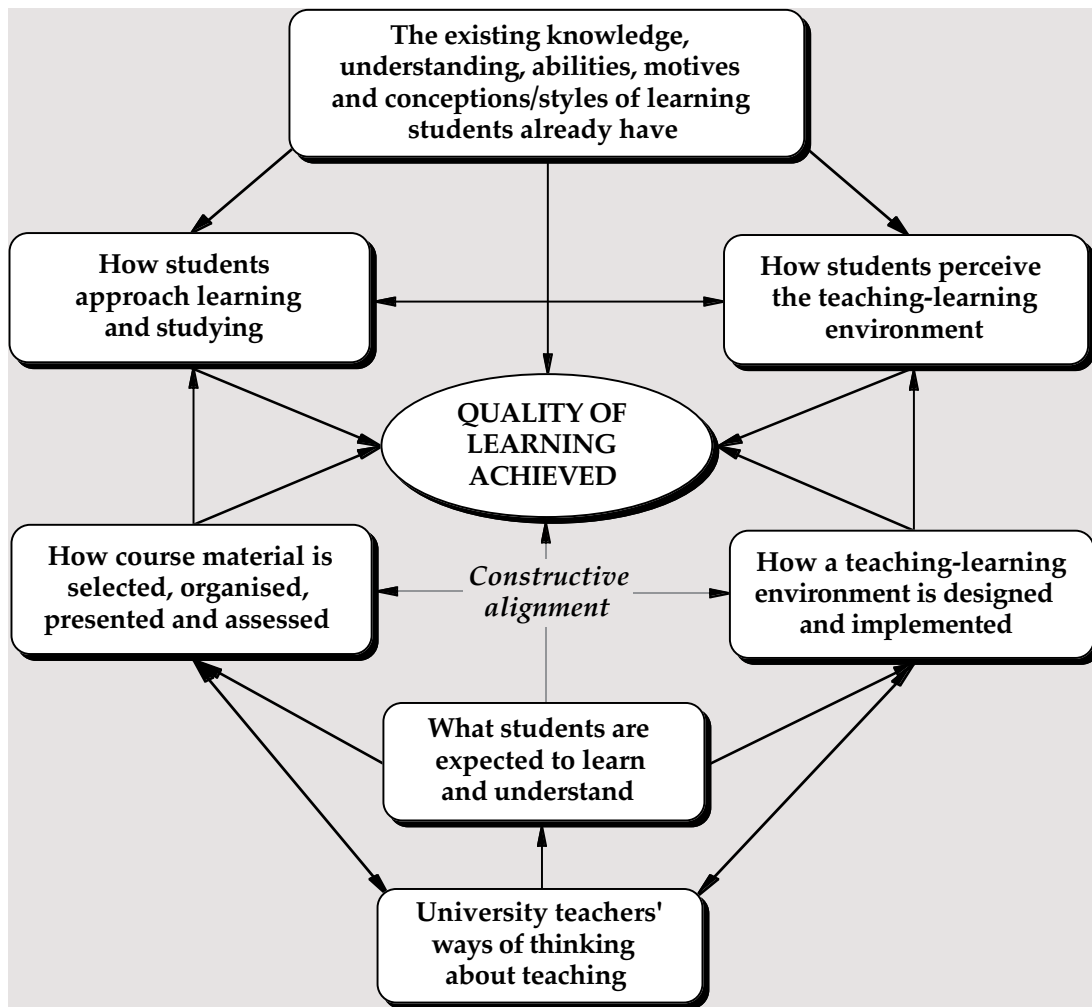 The existing knowledge,
understanding, abilities, motives
and conceptions/styles of learning
students already have
How students
approach learning
and studying
How students perceive
the teaching-learning
environment
QUALITY OF
LEARNING
ACHIEVED
How course material is
selected, organised,
presented and assessed
Constructive
alignment
How a teaching-learning
environment is designed
and implemented
What students are
expected to learn
and understand
University teachers'
ways of thinking
about teaching